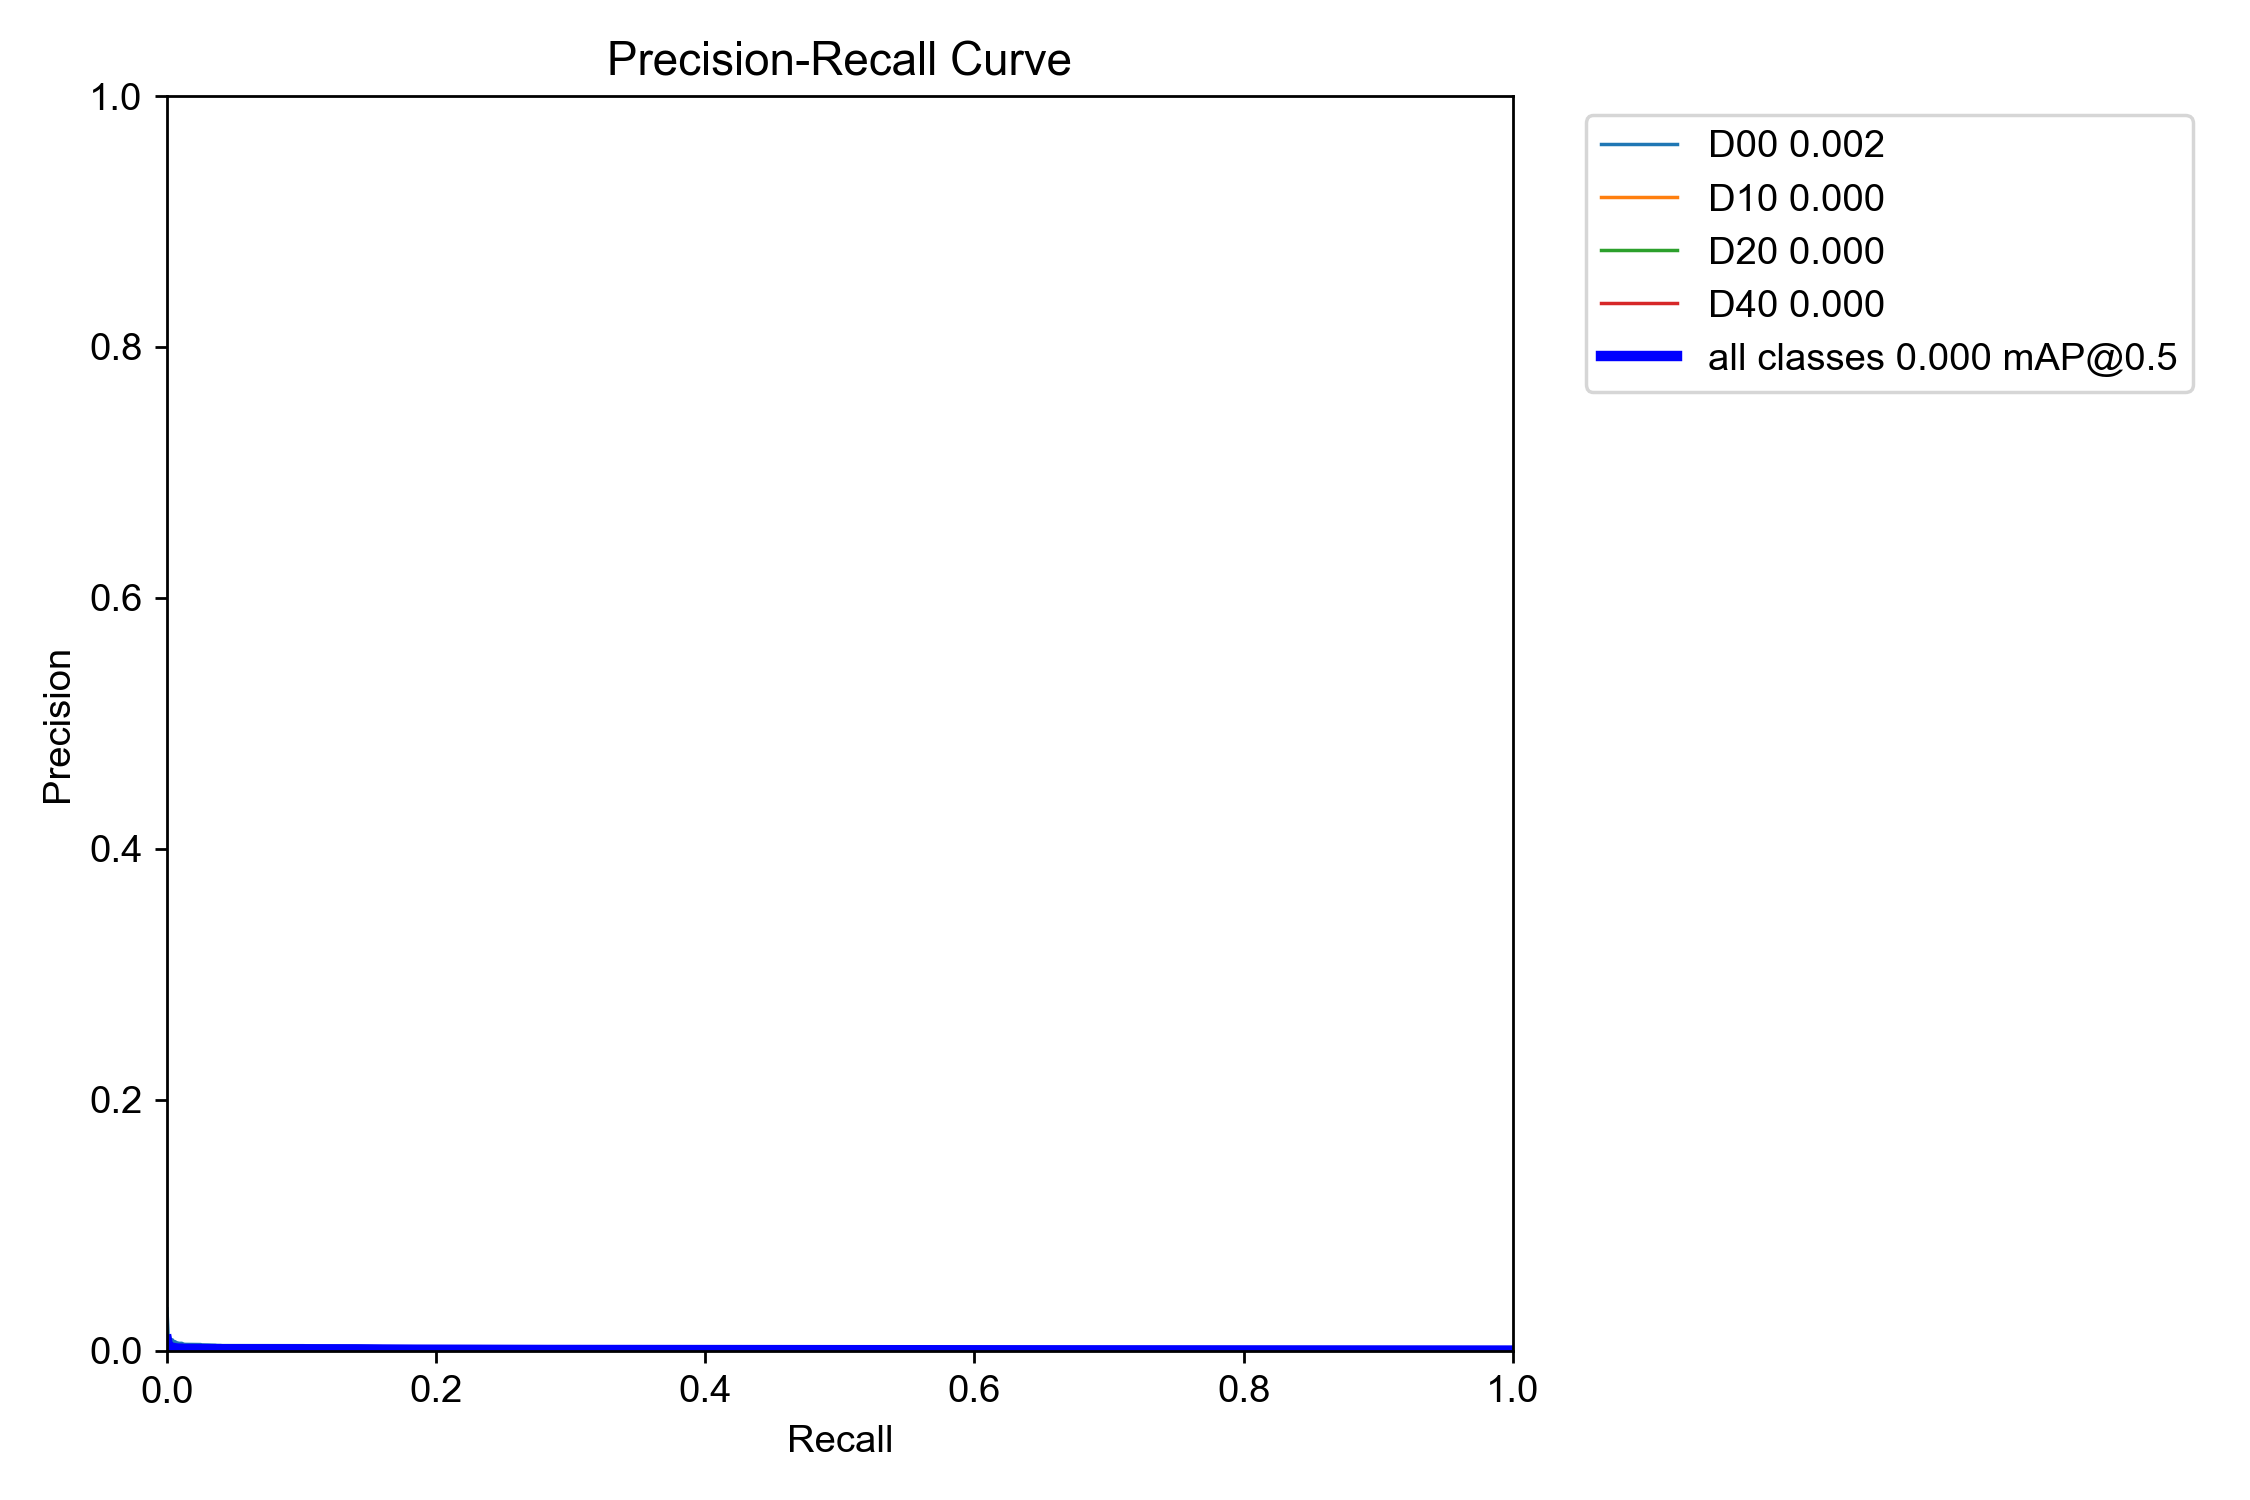 Precision-Recall Curve
1.0
0.8
0.6
0.4
0.2
0.0
Precision
0.0 0.2 0.4 0.6 0.8 1.0
Recall
D00 0.002
D10 0.000
D20 0.000
D40 0.000
all classes 0.000 mAP@0.5